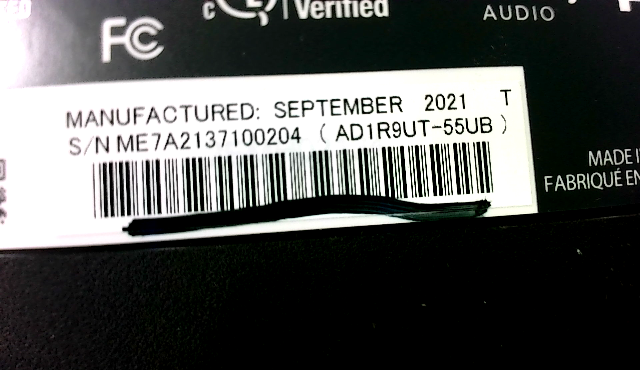 Verified
AUDIO
FC
MANUFACTURED: SEPTEMBER 2021 T
S/N ME7A2137100204 ( AD1R9UT-55UB )
MADE
FABRIQUÉ EN